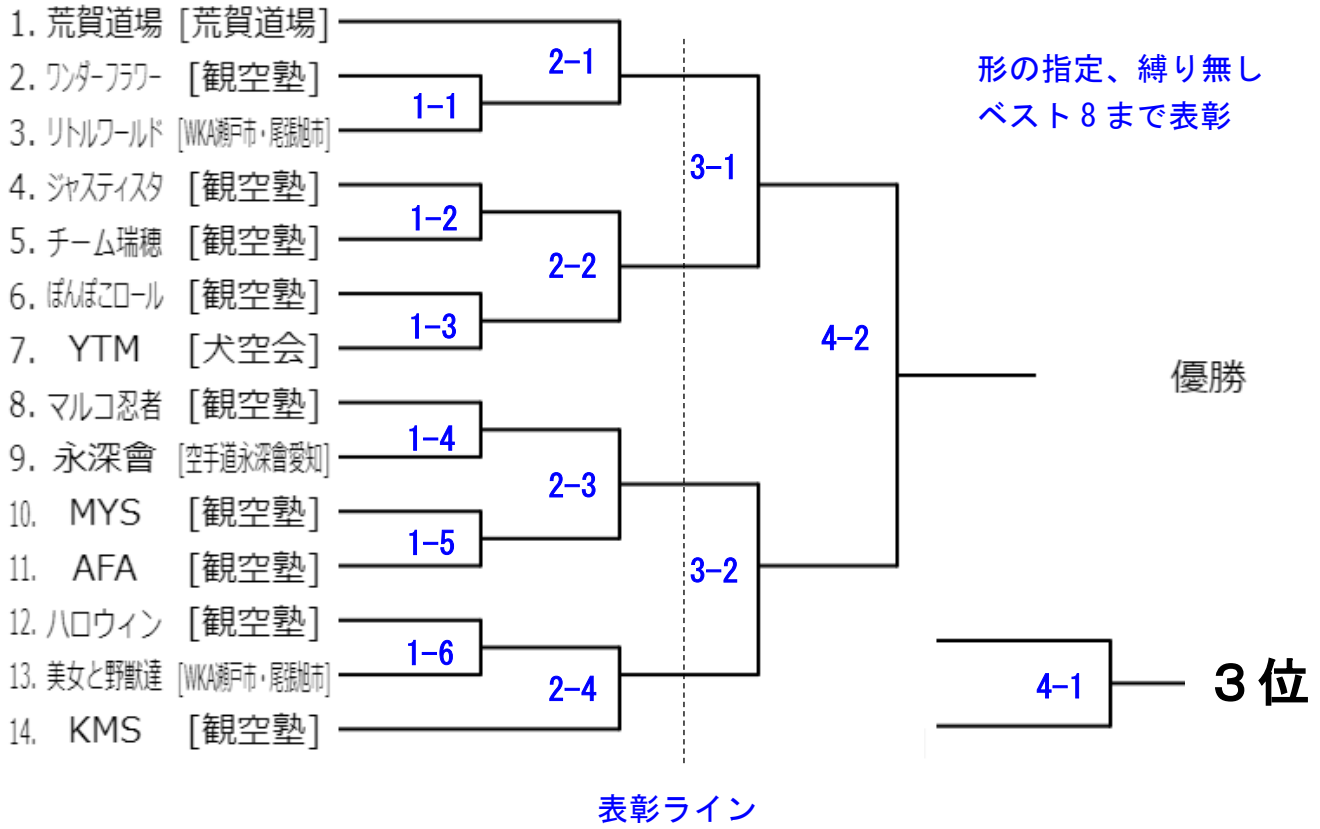 1. 荒賀道場 [荒賀道場]
2. ワンダーフラワー [観空塾]
3. リトルワールド [WKA瀬戸市・尾張旭市]
4. ジャスティスタ [観空塾]
5. チーム瑞穂 [観空塾]
6. ぽんぽこロール [観空塾]
7. YTM [犬空会]
8. マルコ忍者 [観空塾]
9. 永深會 [空手道永深會愛知]
10. MYS [観空塾]
11. AFA [観空塾]
12. ハロウィン [観空塾]
13. 美女と野獣達 [WKA瀬戸市・尾張旭市]
14. KMS [観空塾]
1-1
1-2
1-3
1-4
1-5
1-6
2-1
2-2
2-3
2-4
3-1
3-2
4-2
形の指定、縛り無し
ベスト8まで表彰
優勝
4-1
3位
表彰ライン